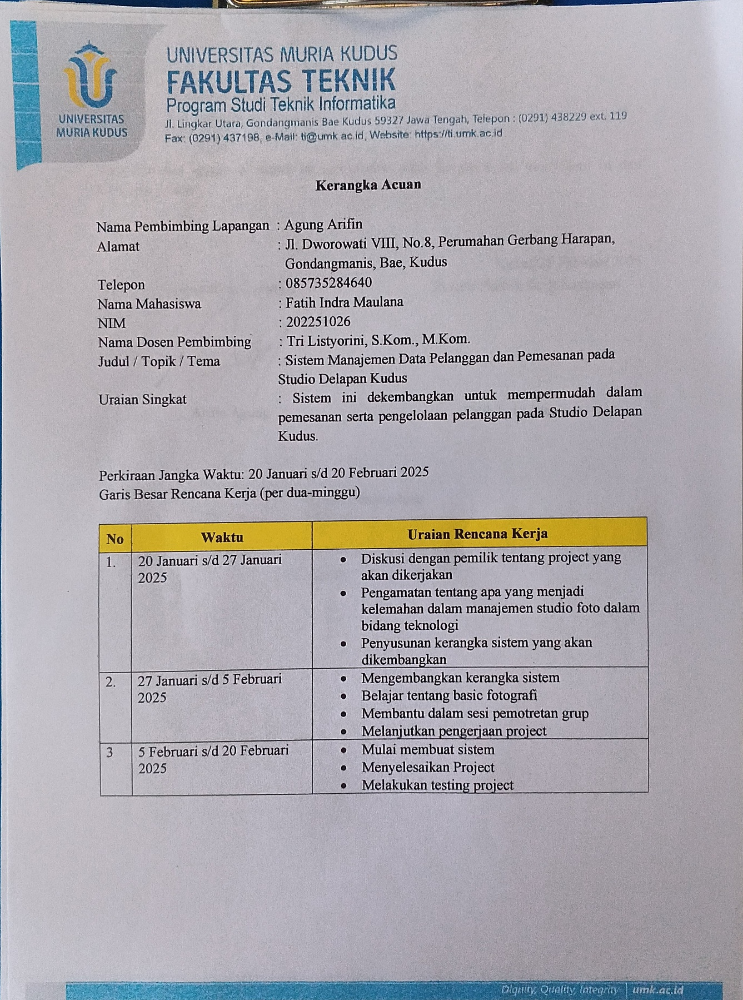 UNIVERSITAS
MURIA KUDUS
UNIVERSITAS MURIA KUDUS
FAKULTAS TEKNIK
Program Studi Teknik Informatika
Jl. Lingkar Utara, Gondangmanis Bae Kudus 59327 Jawa Tengah, Telepon : (0291) 438229 ext. 119
Fax: (0291) 437198, e-Mail: ti@umk.ac.id, Website: https://ti.umk.ac.id
Kerangka Acuan
Nama Pembimbing Lapangan : Agung Arifin
Alamat : Jl. Dworowati VIII, No.8, Perumahan Gerbang Harapan,
Gondangmanis, Bae, Kudus
Telepon : 085735284640
Nama Mahasiswa : Fatih Indra Maulana
NIM : 202251026
Nama Dosen Pembimbing : Tri Listyorini, S.Kom., M.Kom.
Judul / Topik / Tema : Sistem Manajemen Data Pelanggan dan Pemesanan pada
Studio Delapan Kudus
Uraian Singkat : Sistem ini dekembangkan untuk mempermudah dalam
pemesanan serta pengelolaan pelanggan pada Studio Delapan
Kudus.
Perkiraan Jangka Waktu: 20 Januari s/d 20 Februari 2025
Garis Besar Rencana Kerja (per dua-minggu)
No Waktu Uraian Rencana Kerja
1. 20 Januari s/d 27 Januari
2025
• Diskusi dengan pemilik tentang project yang
akan dikerjakan
• Pengamatan tentang apa yang menjadi
kelemahan dalam manajemen studio foto dalam
bidang teknologi
• Penyusunan kerangka sistem yang akan
dikembangkan
2. 27 Januari s/d 5 Februari
2025
• Mengembangkan kerangka sistem
• Belajar tentang basic fotografi
• Membantu dalam sesi pemotretan grup
• Melanjutkan pengerjaan project
3 5 Februari s/d 20 Februari
2025
• Mulai membuat sistem
• Menyelesaikan Project
• Melakukan testing project
Dignity, Quality, Integrity | umk.ac.id